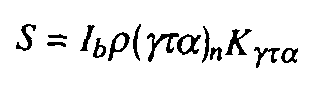 S = I_b ρ(γτα)_n K_γτα